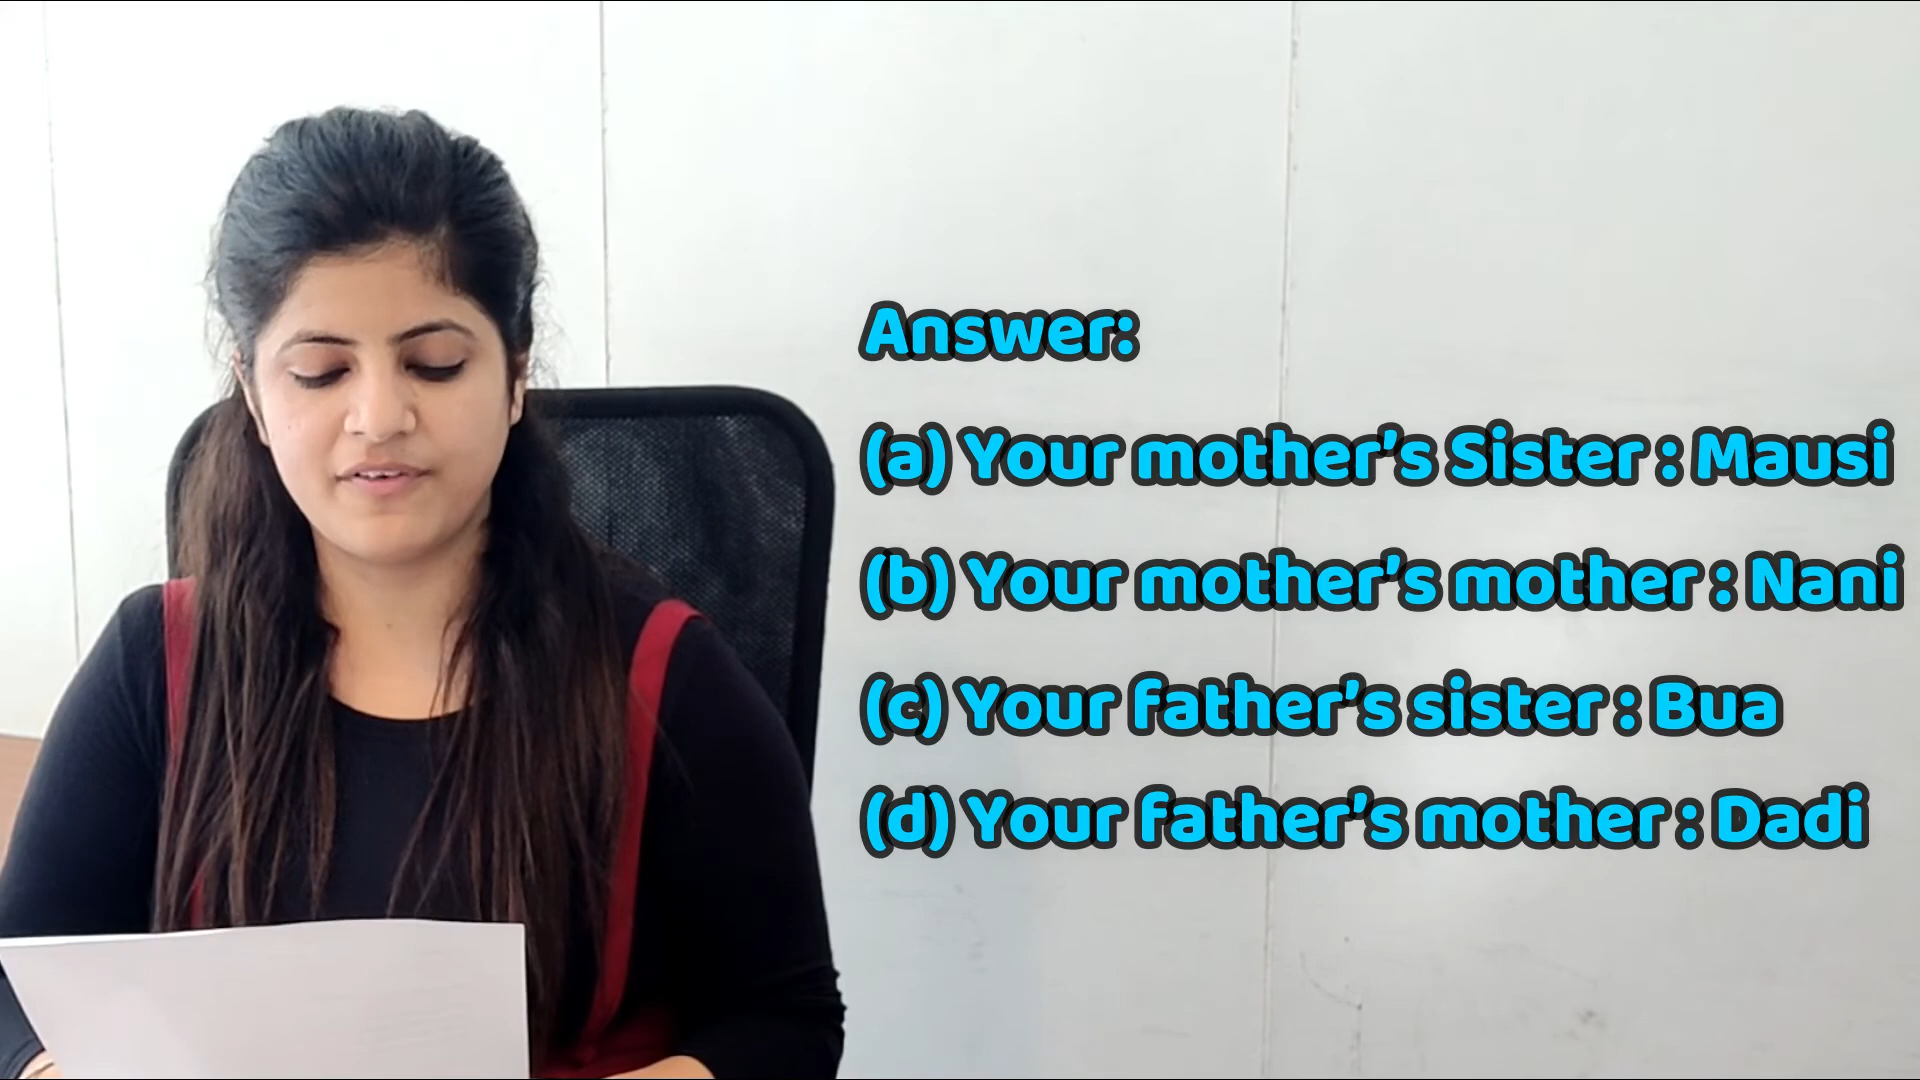 Answer:
(a) Your mother's Sister : Mausi
(b) Your mother's mother : Nani
(c) Your father's sister : Bua
(d) Your father's mother : Dadi